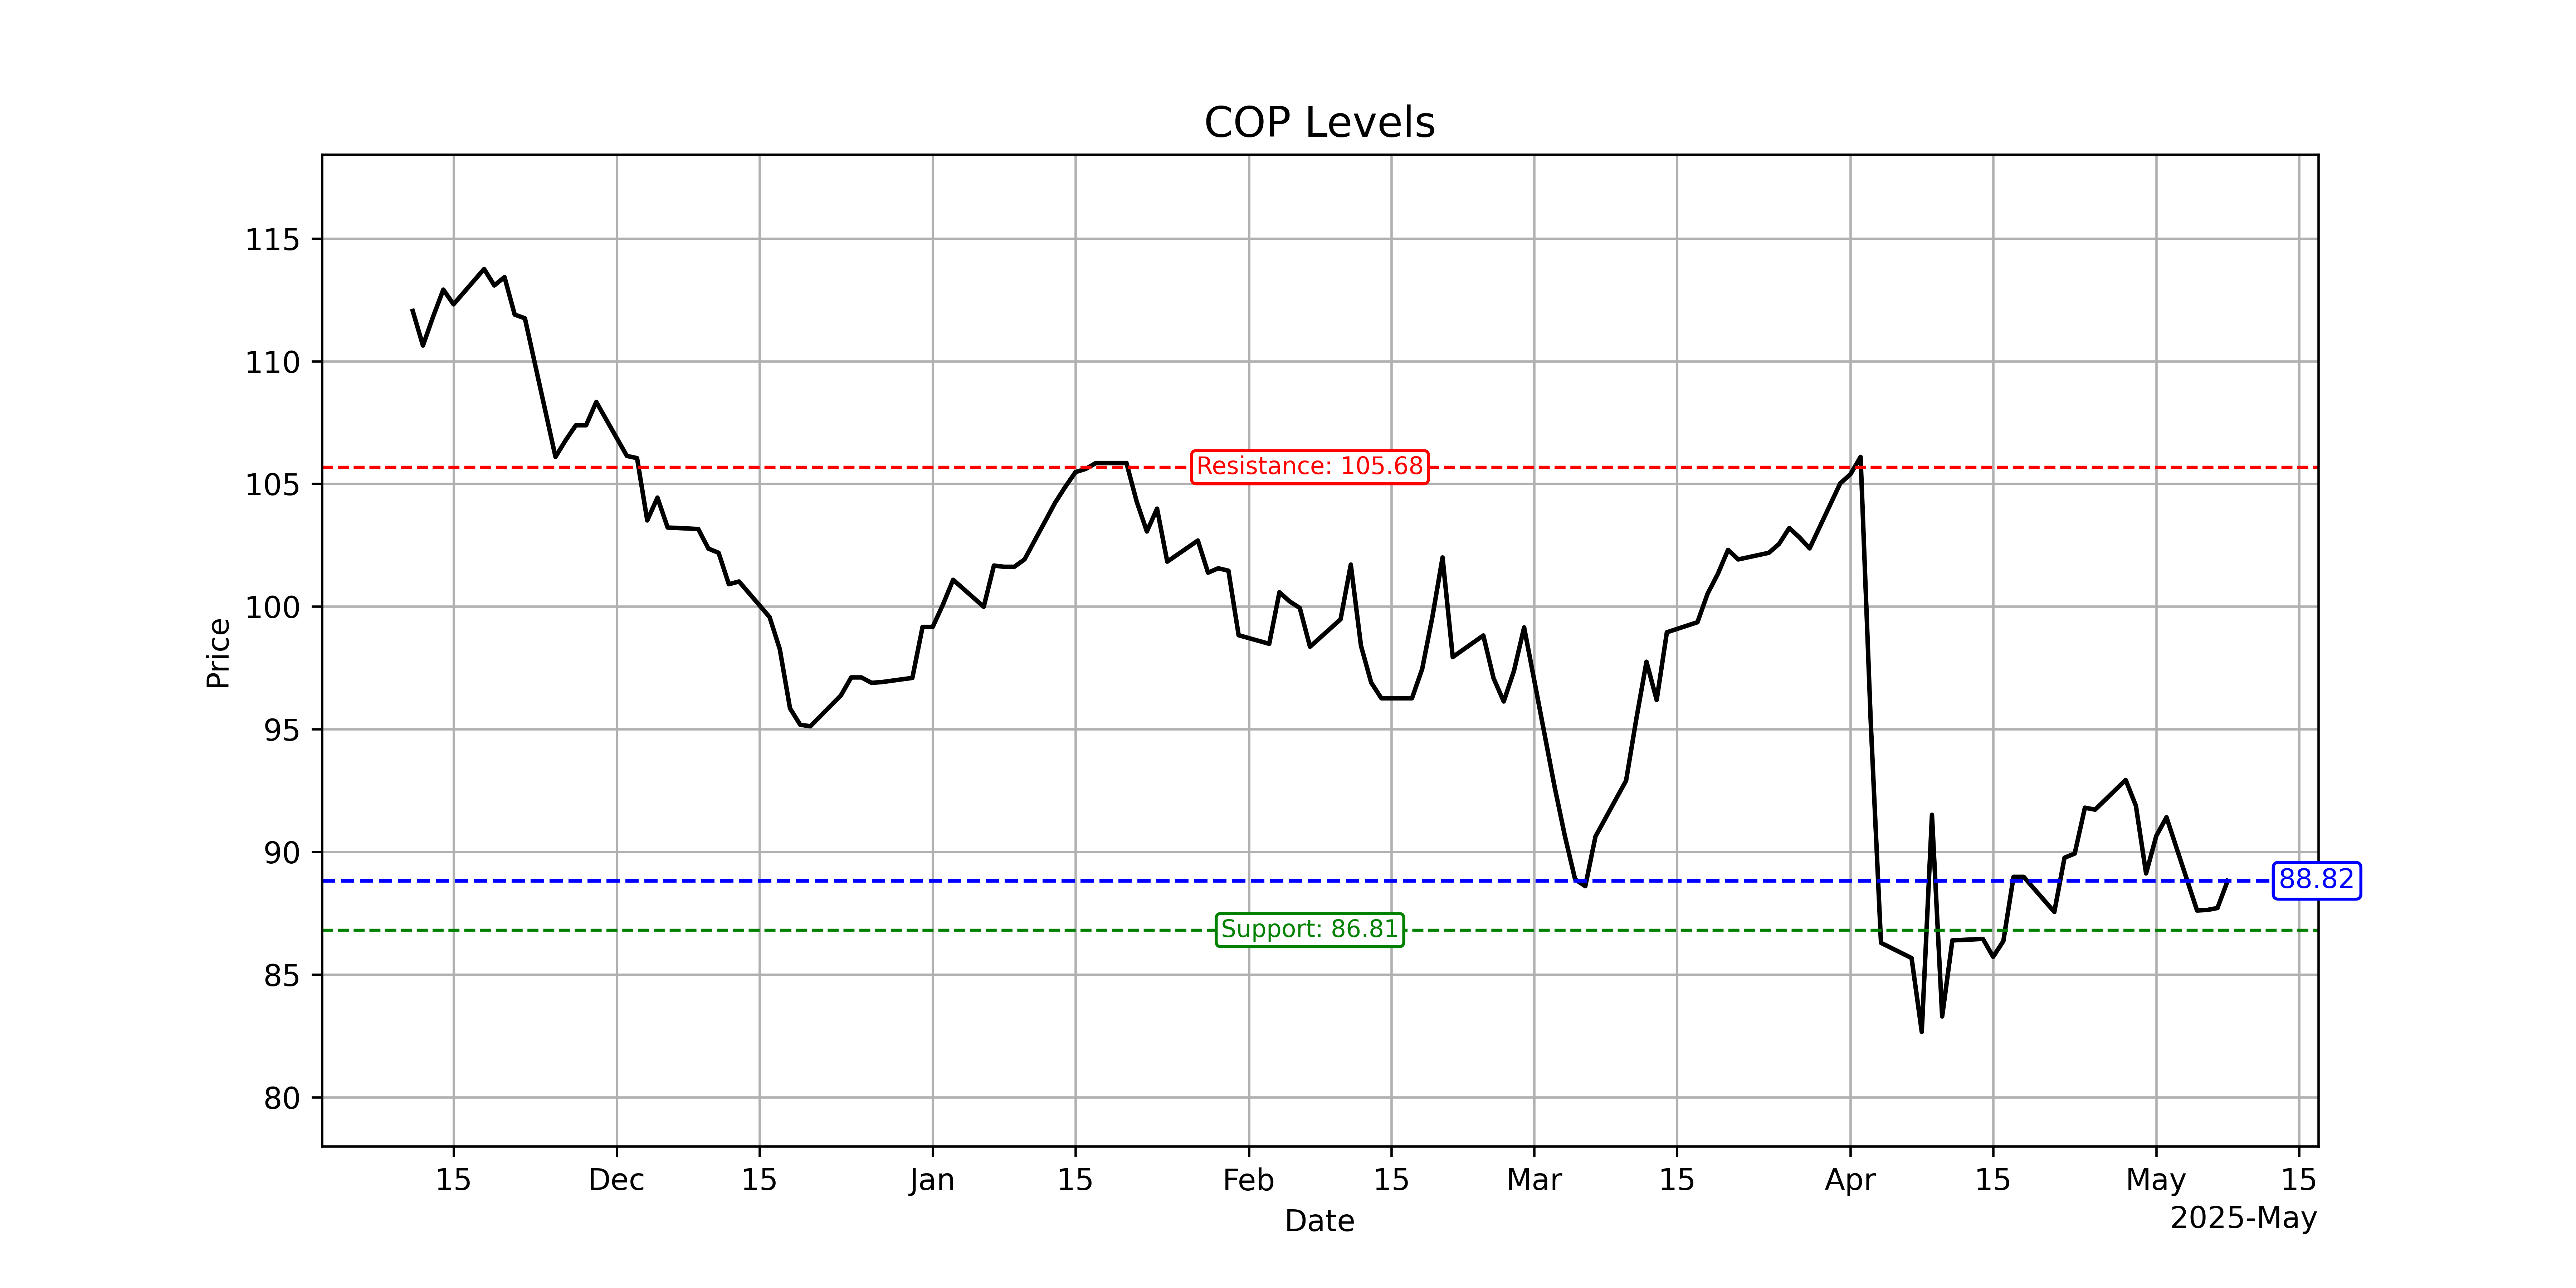 COP Levels
Price
115
110
105
100
95
90
85
80
Resistance: 105.68
88.82
Support: 86.81
15 Dec 15 Jan 15 Feb 15 Mar 15 Apr 15 May 15
Date
2025-May